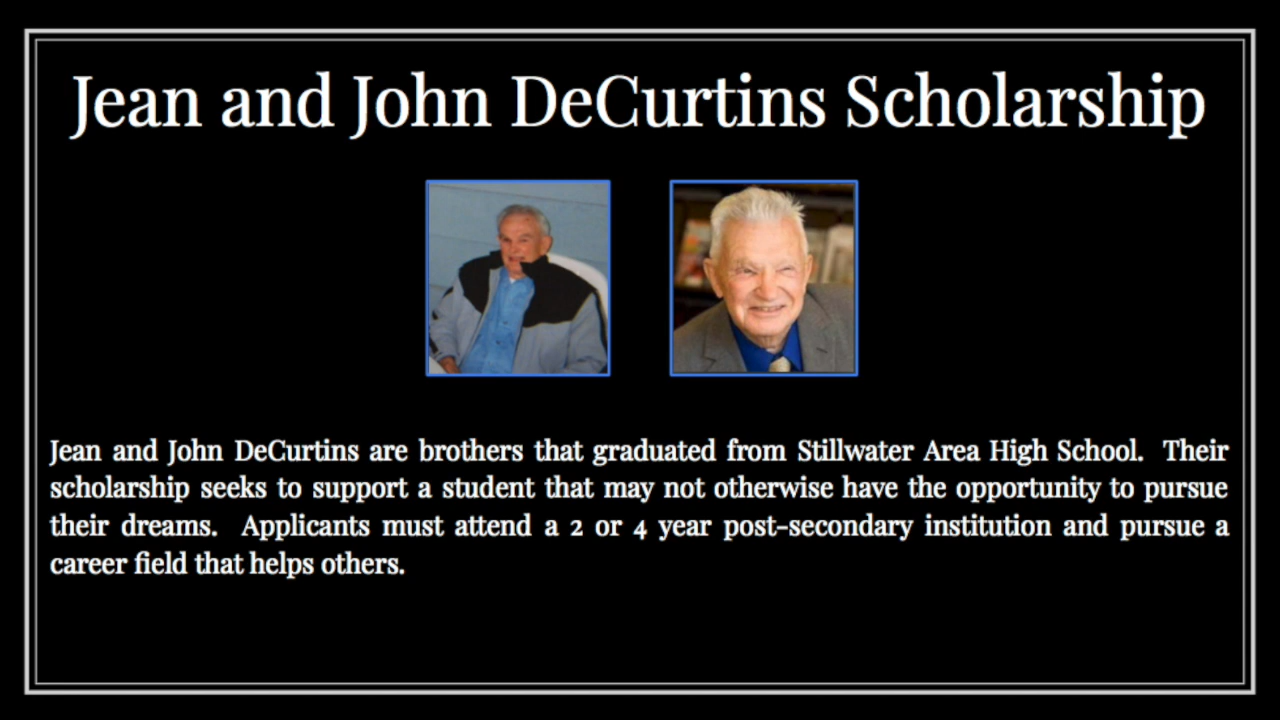 Jean and John DeCurtins Scholarship
Jean and John DeCurtins are brothers that graduated from Stillwater Area High School. Their
scholarship seeks to support a student that may not otherwise have the opportunity to pursue
their dreams. Applicants must attend a 2 or 4 year post-secondary institution and pursue a
career field that helps others.